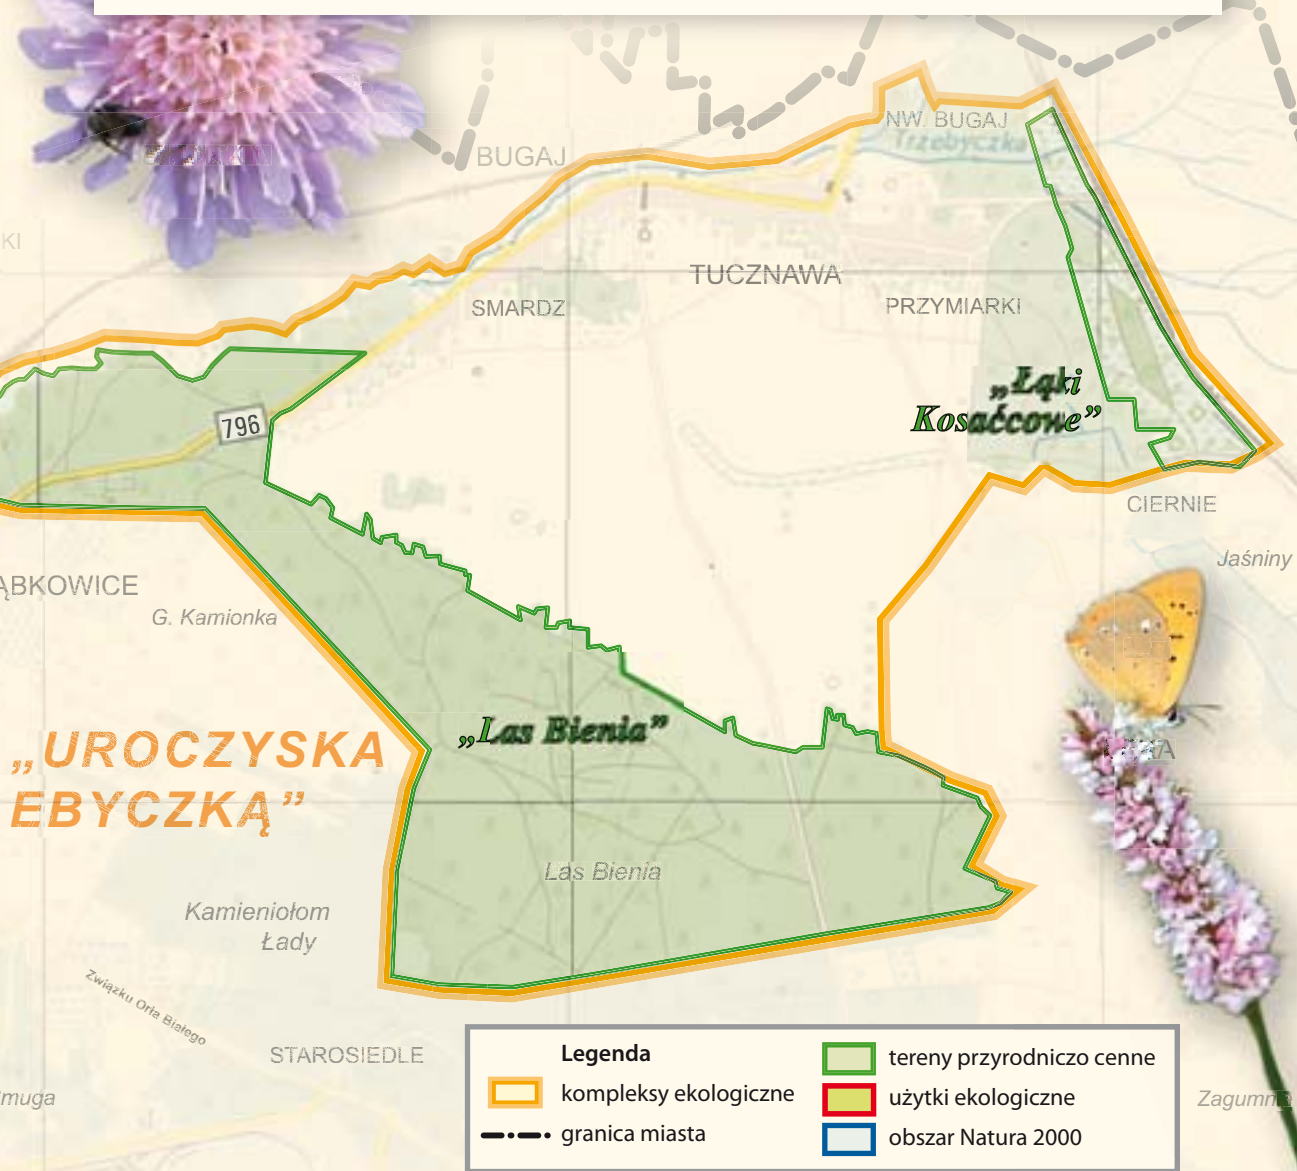 NW. BUGAJ
Trzebyczka
BUGAJ
KI
TUCZNAWA
SMARDZ
PRZYMIARKI
„Łąki
Kosaćcowe”
796
CIERNIE
Jaśniny
ĄBKOWICE
G. Kamionka
„Las Bienia”
„UROCZYSKA
EBYCZKĄ”
Las Bienia
Kamieniołom
Łady
Związku Orła Białego
STAROSIEDLE
muga
Zagumnie
Legenda
kompleksy ekologiczne
granica miasta
tereny przyrodniczo cenne
użytki ekologiczne
obszar Natura 2000